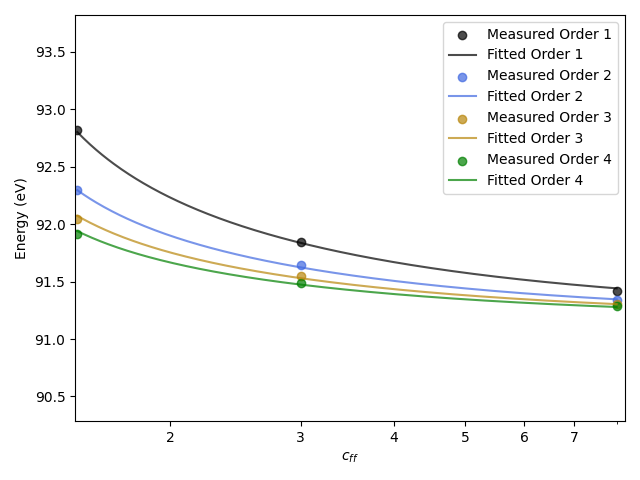 93.5
93.0
92.5
92.0
91.5
91.0
90.5
Energy (eV)
Measured Order 1
Fitted Order 1
Measured Order 2
Fitted Order 2
Measured Order 3
Fitted Order 3
Measured Order 4
Fitted Order 4
2 3 4 5 6 7
c_ff